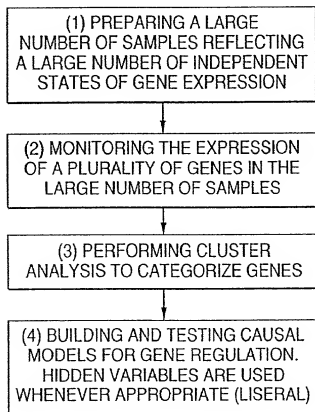 (1) PREPARING A LARGE
NUMBER OF SAMPLES REFLECTING
A LARGE NUMBER OF INDEPENDENT
STATES OF GENE EXPRESSION
(2) MONITORING THE EXPRESSION
OF A PLURALITY OF GENES IN THE
LARGE NUMBER OF SAMPLES
(3) PERFORMING CLUSTER
ANALYSIS TO CATEGORIZE GENES
(4) BUILDING AND TESTING CAUSAL
MODELS FOR GENE REGULATION.
HIDDEN VARIABLES ARE USED
WHENEVER APPROPRIATE (LISERAL)